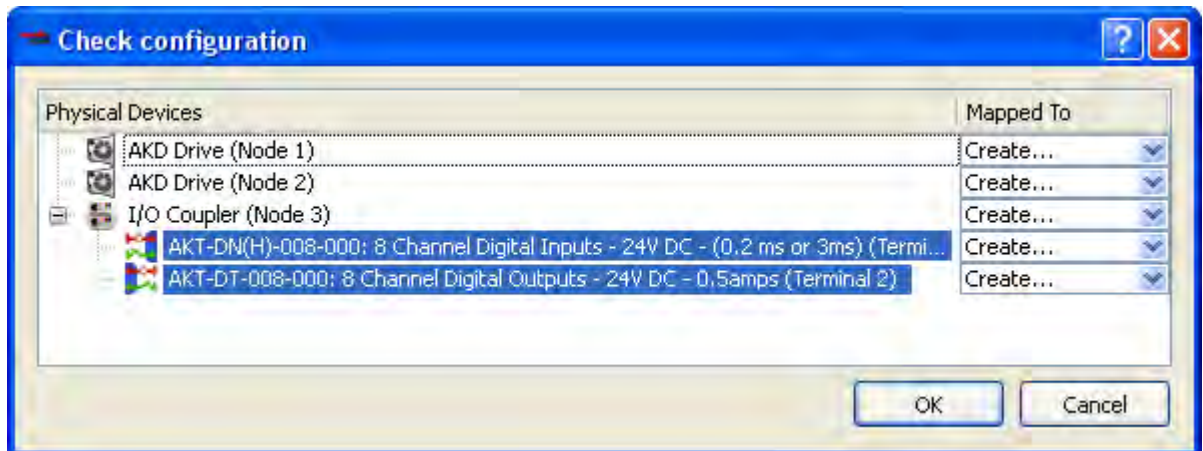 Check configuration
Physical Devices Mapped To
AKD Drive (Node 1) Create...
AKD Drive (Node 2) Create...
I/O Coupler (Node 3) Create...
AKT-DN(H)-008-000: 8 Channel Digital Inputs - 24V DC - (0.2 ms or 3ms) (Termi... Create...
AKT-DT-008-000: 8 Channel Digital Outputs - 24V DC - 0.5amps (Terminal 2) Create...
OK Cancel